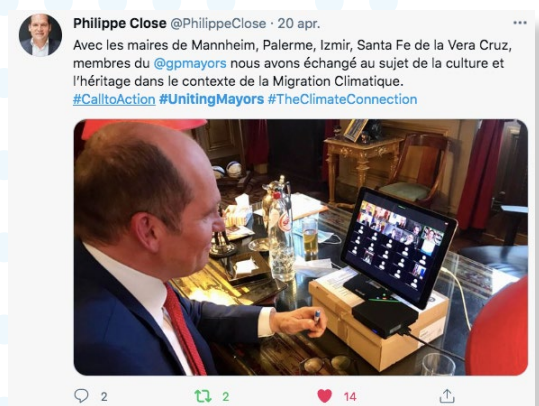 Philippe Close @PhilippeClose · 20 apr.
Avec les maires de Mannheim, Palerme, Izmir, Santa Fe de la Vera Cruz,
membres du @gpmayors nous avons échangé au sujet de la culture et
l'héritage dans le contexte de la Migration Climatique.
#CalltoAction #UnitingMayors #TheClimateConnection
2 2 14